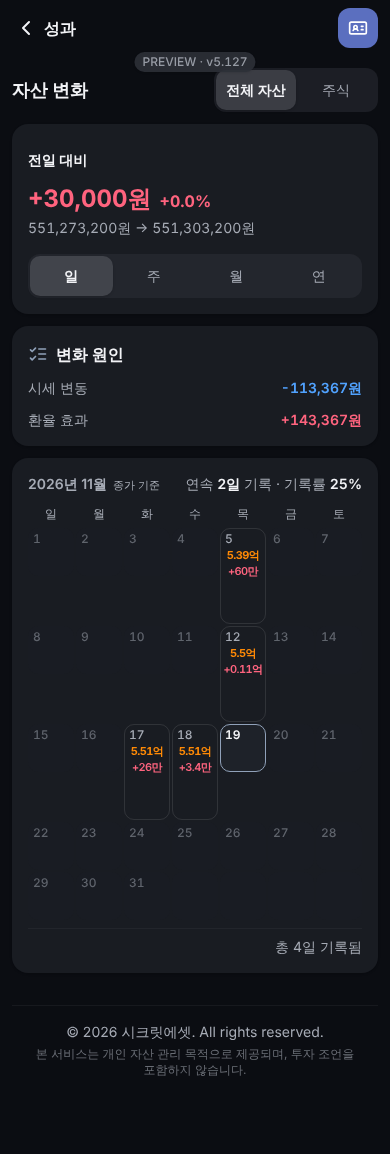 성과
PREVIEW · v5.127
자산 변화
전체 자산 주식
전일 대비
+30,000원 +0.0%
551,273,200원 → 551,303,200원
일 주 월 연
변화 원인
시세 변동 -113,367원
환율 효과 +143,367원
2026년 11월 종가 기준 연속 2일 기록 · 기록률 25%
일 월 화 수 목 금 토
1 2 3 4 5 6 7
5.39억
+60만
8 9 10 11 12 13 14
5.5억
+0.11억
15 16 17 18 19 20 21
5.51억 5.51억
+26만 +3.4만
22 23 24 25 26 27 28
29 30 31
총 4일 기록됨
© 2026 시크릿에셋. All rights reserved.
본 서비스는 개인 자산 관리 목적으로 제공되며, 투자 조언을
포함하지 않습니다.